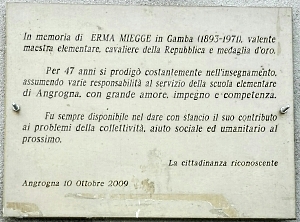 In memoria di ERMA MIEGGE in Gamba (1893-1971), valente
maestra elementare, cavaliere della Repubblica e medaglia d'oro.
Per 47 anni si prodigò costantemente nell'insegnamento,
assumendo varie responsabilità al servizio della scuola elementare
di Angrogna, con grande amore, impegno e competenza.
Fu sempre disponibile nel dare con slancio il suo contributo
ai problemi della collettività, aiuto sociale ed umanitario al
prossimo.
La cittadinanza riconoscente
Angrogna 10 Ottobre 2009